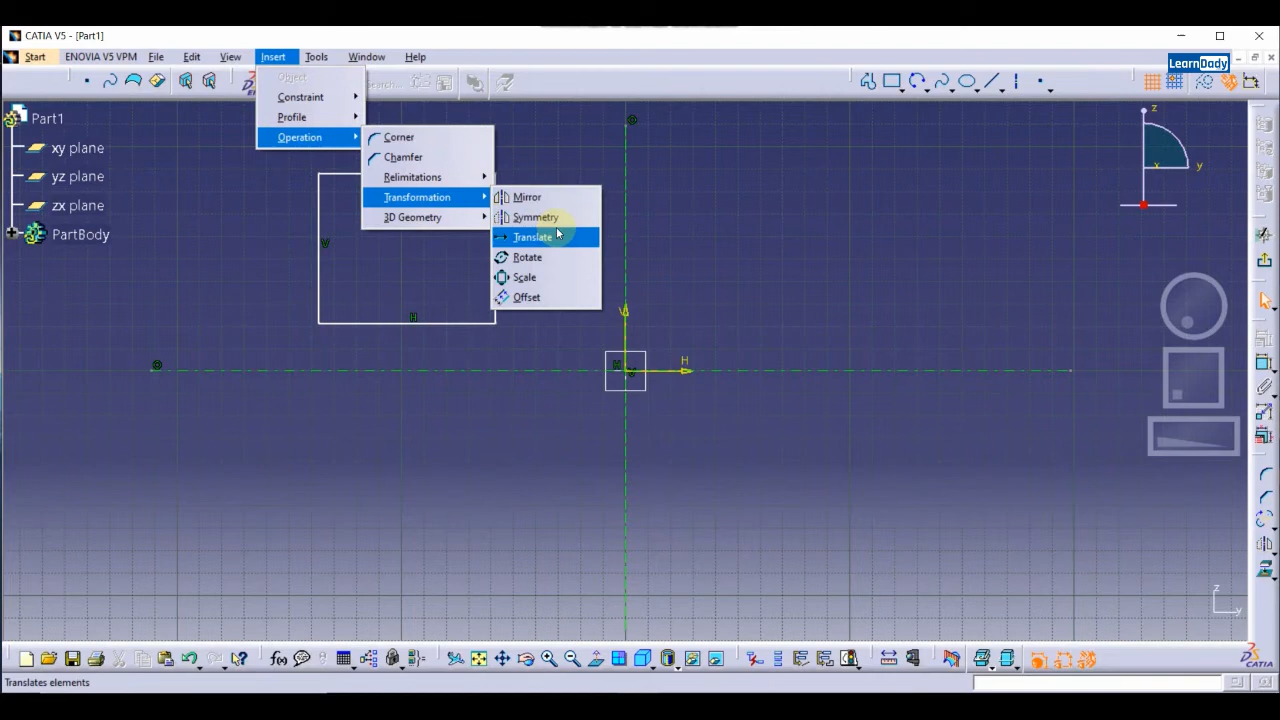 CATIA V5 - [Part1]
Start ENOVIA V5 VPM File Edit View Insert Tools Window Help
LearnDady
Object
Search...
Constraint
Profile
Operation
Corner
Chamfer
Relimitations
Transformation
3D Geometry
Mirror
Symmetry
Translate
Rotate
Scale
Offset
Part1
xy plane
yz plane
zx plane
PartBody
z
x
y
V
H
H
H
V
V
f(x)
z
y
CATIA
Translates elements